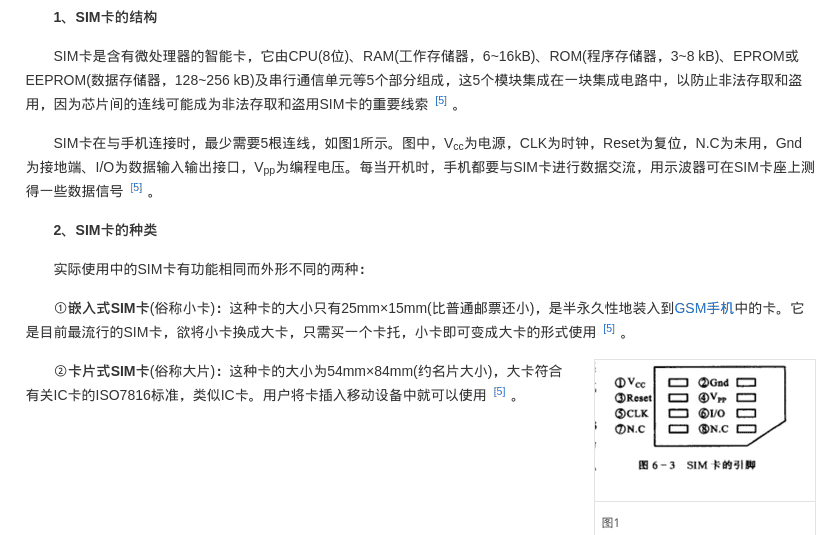 1、SIM卡的结构
SIM卡是含有微处理器的智能卡，它由CPU(8位)、RAM(工作存储器，6~16kB)、ROM(程序存储器，3~8 kB)、EPROM或
EEPROM(数据存储器，128~256 kB)及串行通信单元等5个部分组成，这5个模块集成在一块集成电路中，以防止非法存取和盗
用，因为芯片间的连线可能成为非法存取和盗用SIM卡的重要线索 [5] 。
SIM卡在与手机连接时，最少需要5根连线，如图1所示。图中，Vcc为电源，CLK为时钟，Reset为复位，N.C为未用，Gnd
为接地端、I/O为数据输入输出接口，Vpp为编程电压。每当开机时，手机都要与SIM卡进行数据交流，用示波器可在SIM卡座上测
得一些数据信号 [5] 。
2、SIM卡的种类
实际使用中的SIM卡有功能相同而外形不同的两种：
①嵌入式SIM卡(俗称小卡)：这种卡的大小只有25mm×15mm(比普通邮票还小)，是半永久性地装入到GSM手机中的卡。它
是目前最流行的SIM卡，欲将小卡换成大卡，只需买一个卡托，小卡即可变成大卡的形式使用 [5] 。
②卡片式SIM卡(俗称大片)：这种卡的大小为54mm×84mm(约名片大小)，大卡符合
有关IC卡的ISO7816标准，类似IC卡。用户将卡插入移动设备中就可以使用 [5] 。
①VCC ②Gnd
③Reset ④VPP
⑤CLK ⑥I/O
⑦N.C ⑧N.C
图 6－3 SIM 卡的引脚
图1